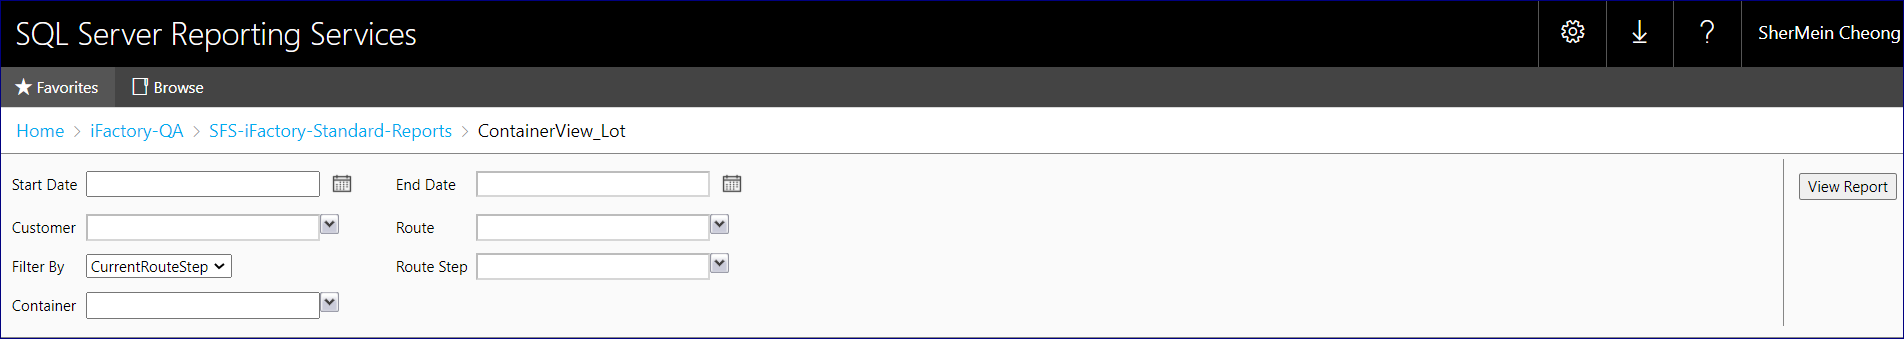 SQL Server Reporting Services
? SherMein Cheong
Favorites Browse
Home > iFactory-QA > SFS-iFactory-Standard-Reports > ContainerView_Lot
Start Date End Date View Report
Customer Route
Filter By CurrentRouteStep Route Step
Container